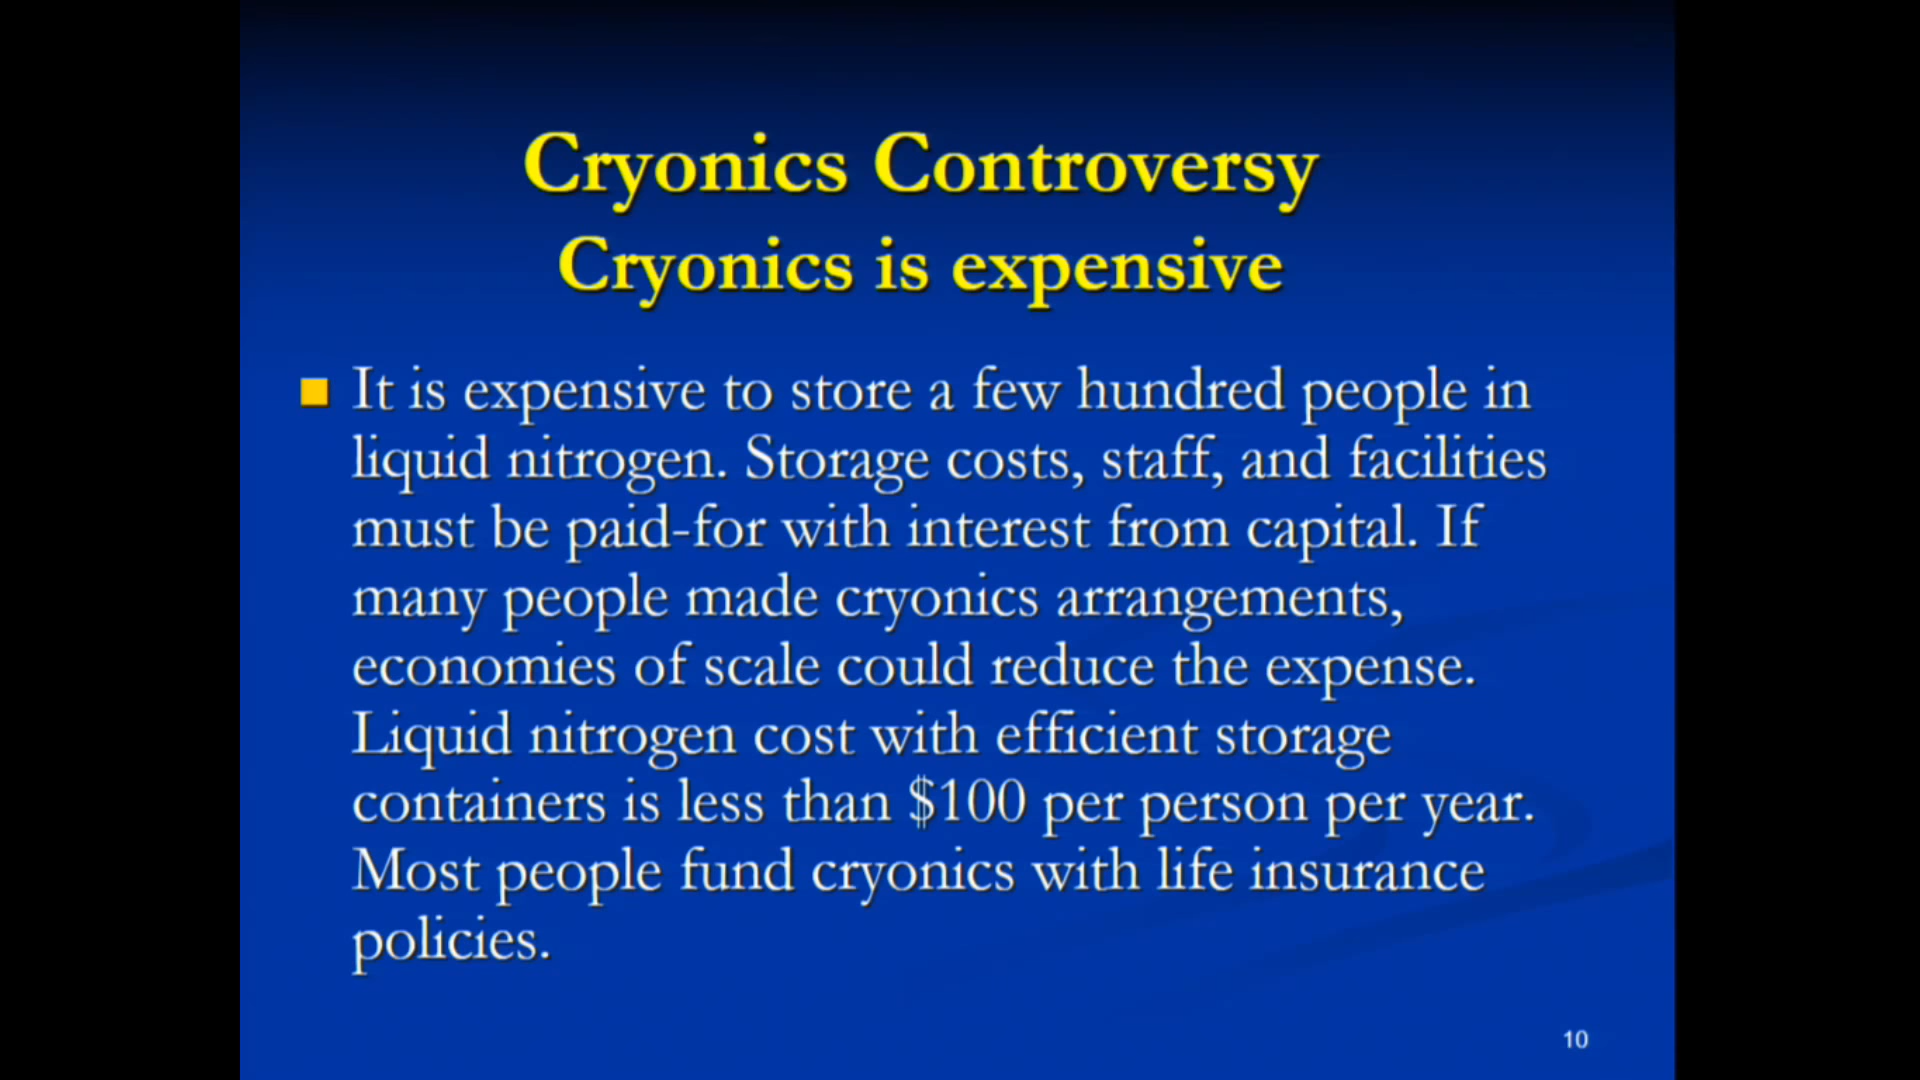 Cryonics Controversy
Cryonics is expensive
It is expensive to store a few hundred people in
liquid nitrogen. Storage costs, staff, and facilities
must be paid-for with interest from capital. If
many people made cryonics arrangements,
economies of scale could reduce the expense.
Liquid nitrogen cost with efficient storage
containers is less than $100 per person per year.
Most people fund cryonics with life insurance
policies.
10